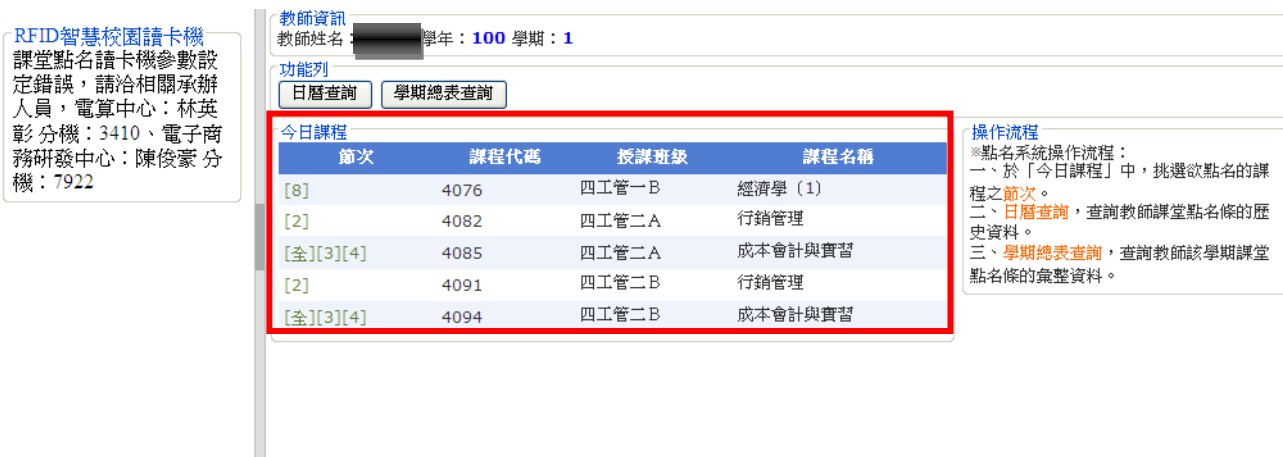 RFID智慧校園讀卡機
課堂點名讀卡機參數設
定錯誤，請洽相關承辦
人員，電算中心：林英
彰 分機：3410、電子商
務研發中心：陳俊豪 分
機：7922
教師資訊
教師姓名： 學年：100 學期：1
功能列
日曆查詢 學期總表查詢
今日課程
節次 課程代碼 授課班級 課程名稱
[8] 4076 四工管一B 經濟學（1）
[2] 4082 四工管二A 行銷管理
[全][3][4] 4085 四工管二A 成本會計與實習
[2] 4091 四工管二B 行銷管理
[全][3][4] 4094 四工管二B 成本會計與實習
操作流程
※點名系統操作流程：
一、於「今日課程」中，挑選欲點名的課
程之節次。
二、日曆查詢，查詢教師課堂點名條的歷
史資料。
三、學期總表查詢，查詢教師該學期課堂
點名條的彙整資料。